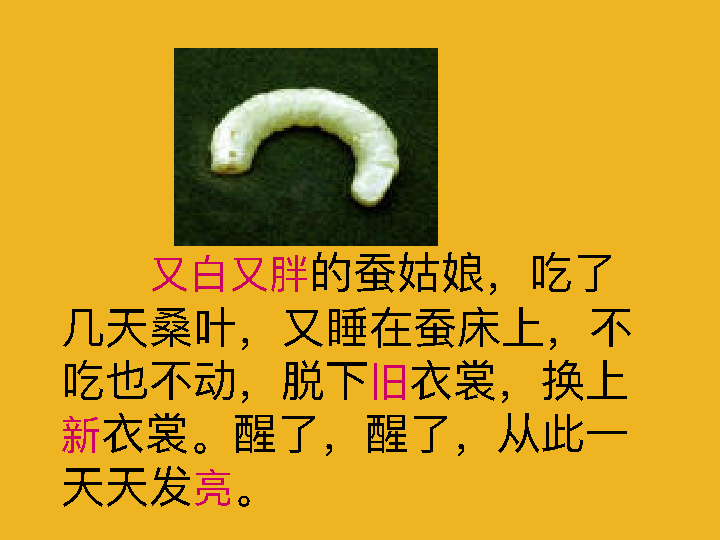 又白又胖的蚕姑娘，吃了
几天桑叶，又睡在蚕床上，不
吃也不动，脱下旧衣裳，换上
新衣裳。醒了，醒了，从此一
天天发亮。